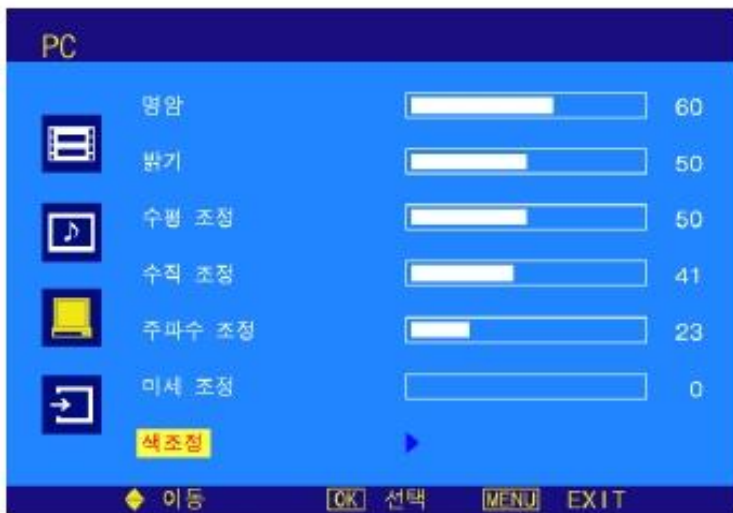 PC
명암 60
밝기 50
수평 조정 50
수직 조정 41
주파수 조정 23
미세 조정 0
색조정
이동 OK 선택 MENU EXIT